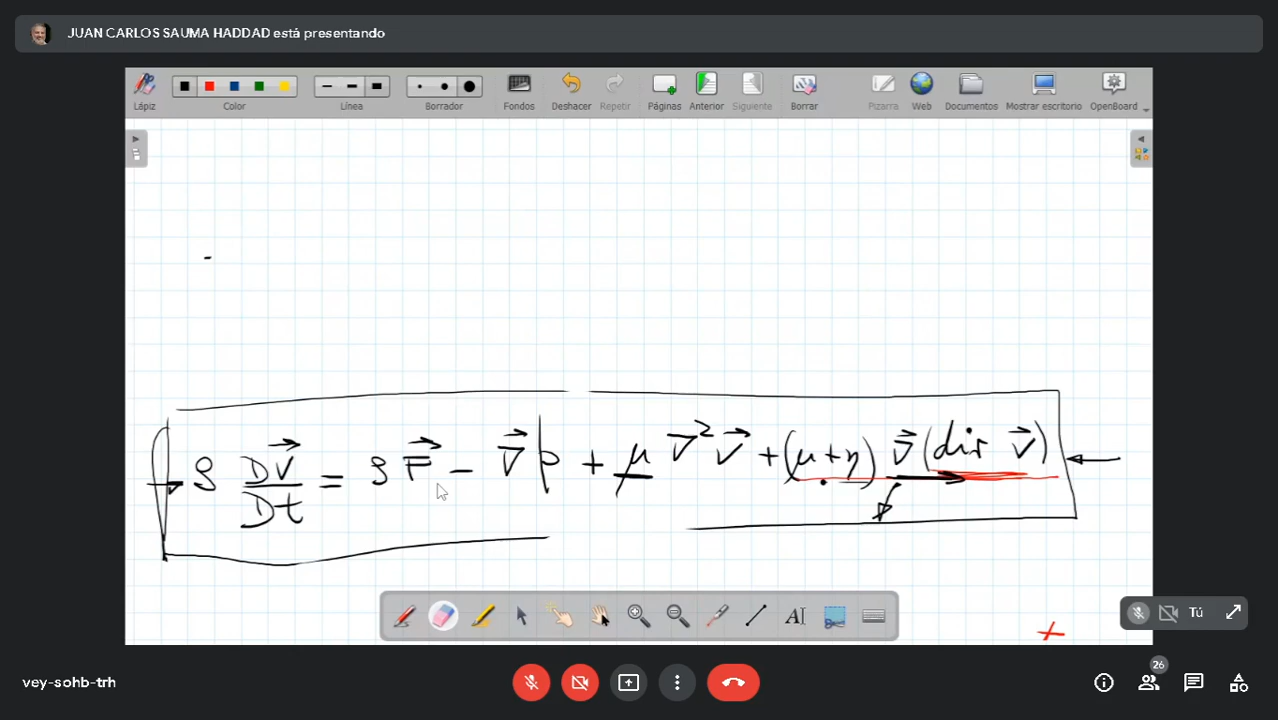 JUAN CARLOS SAUMA HADDAD está presentando
Lápiz Color Línea Borrador Fondos Deshacer Repetir Páginas Anterior Siguiente Borrar Pizarra Web Documentos Mostrar escritorio OpenBoard
ρ DV⃗/Dt = ρF⃗ − ∇⃗p + μ∇²V⃗ + (μ+η) ∇⃗(div V⃗)
AI
Tú
+
vey-sohb-trh
26